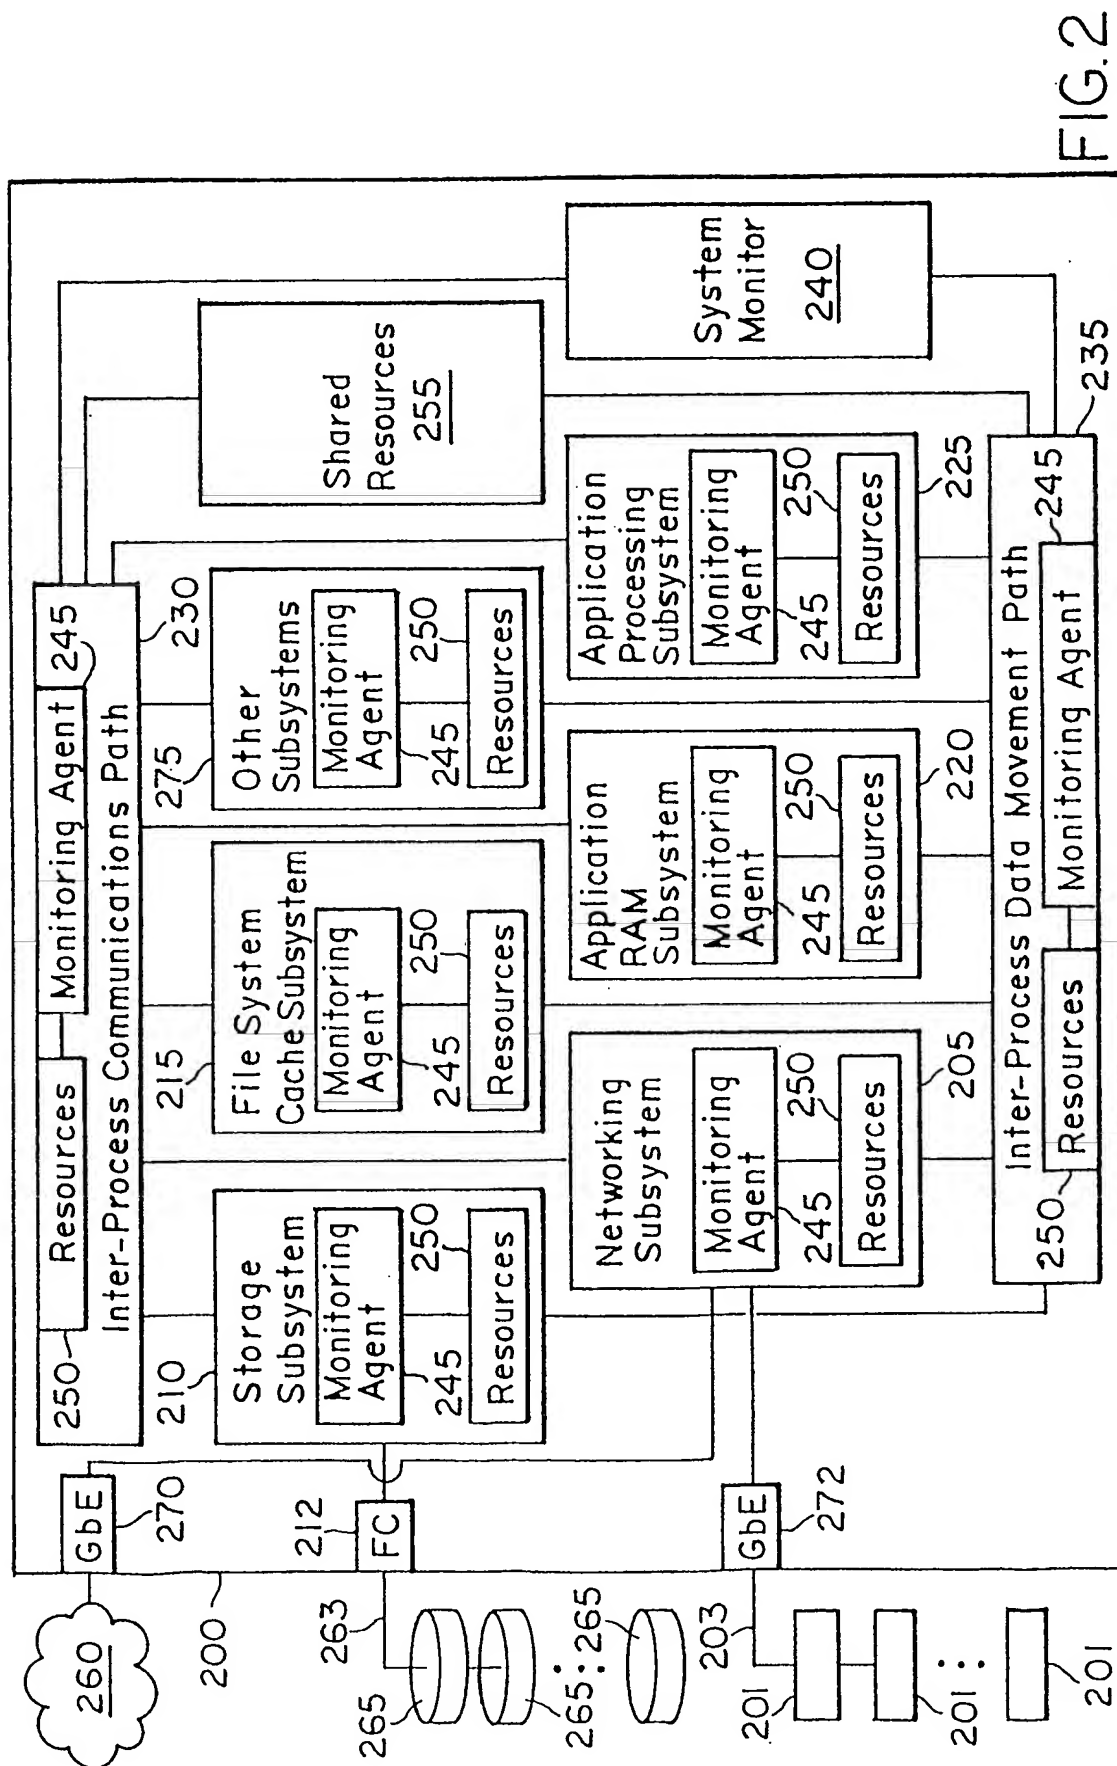 FIG. 2
250
Resources
Monitoring Agent
245
Inter-Process Communications Path
230
260
GbE
270
200
210
Storage
Subsystem
Monitoring
Agent
245
250
Resources
215
File System
Cache Subsystem
Monitoring
Agent
245
250
Resources
275
Other
Subsystems
Monitoring
Agent
245
250
Resources
Shared
Resources
255
212
FC
263
265
265
265
Networking
Subsystem
Monitoring
Agent
245
250
Resources
205
Application
RAM
Subsystem
Monitoring
Agent
245
250
Resources
220
Application
Processing
Subsystem
Monitoring
Agent
245
250
Resources
225
System
Monitor
240
GbE
272
203
201
201
201
Inter-Process Data Movement Path
235
250
Resources
Monitoring Agent
245